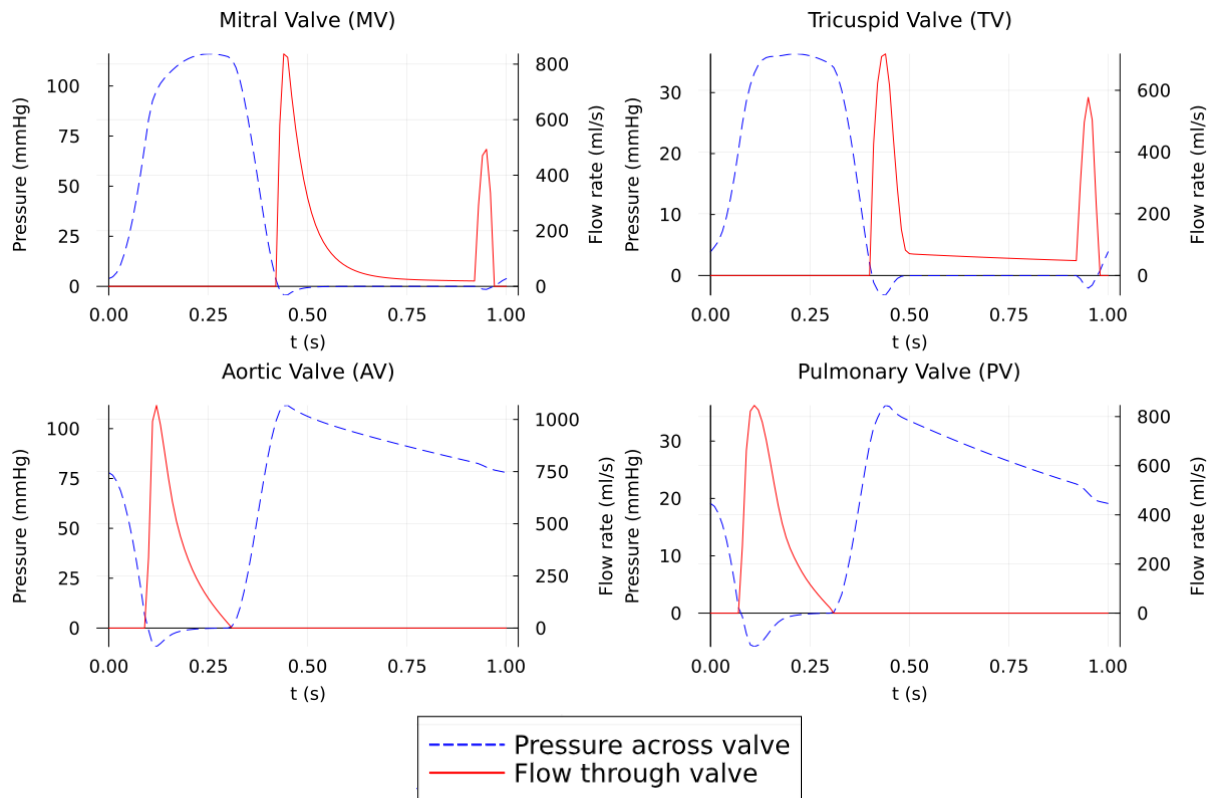 Mitral Valve (MV)
Pressure (mmHg)
100
75
50
25
0
800
600
400
200
0
Flow rate (ml/s)
0.00 0.25 0.50 0.75 1.00
t (s)
Tricuspid Valve (TV)
Pressure (mmHg)
30
20
10
0
600
400
200
0
Flow rate (ml/s)
0.00 0.25 0.50 0.75 1.00
t (s)
Aortic Valve (AV)
Pressure (mmHg)
100
75
50
25
0
1000
750
500
250
0
Flow rate (ml/s)
0.00 0.25 0.50 0.75 1.00
t (s)
Pulmonary Valve (PV)
Pressure (mmHg)
30
20
10
0
800
600
400
200
0
Flow rate (ml/s)
0.00 0.25 0.50 0.75 1.00
t (s)
Pressure across valve
Flow through valve